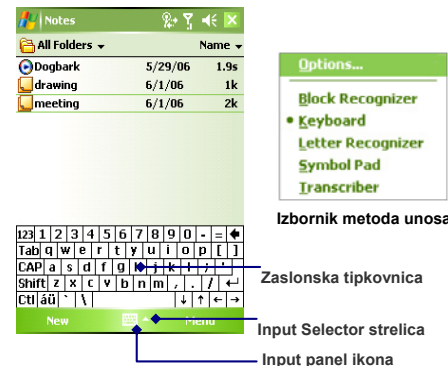 Notes
All Folders
Name
Dogbark 5/29/06 1.9s
drawing 6/1/06 1k
meeting 6/1/06 2k
Options...
Block Recognizer
Keyboard
Letter Recognizer
Symbol Pad
Transcriber
Izbornik metoda unosa
123 1 2 3 4 5 6 7 8 9 0 - =
Tab q w e r t y u i o p [ ]
CAP a s d f g h j k l ; '
Shift z x c v b n m , . /
Ctl áü ` \ ↓ ↑ ← →
New Menu
Zaslonska tipkovnica
Input Selector strelica
Input panel ikona